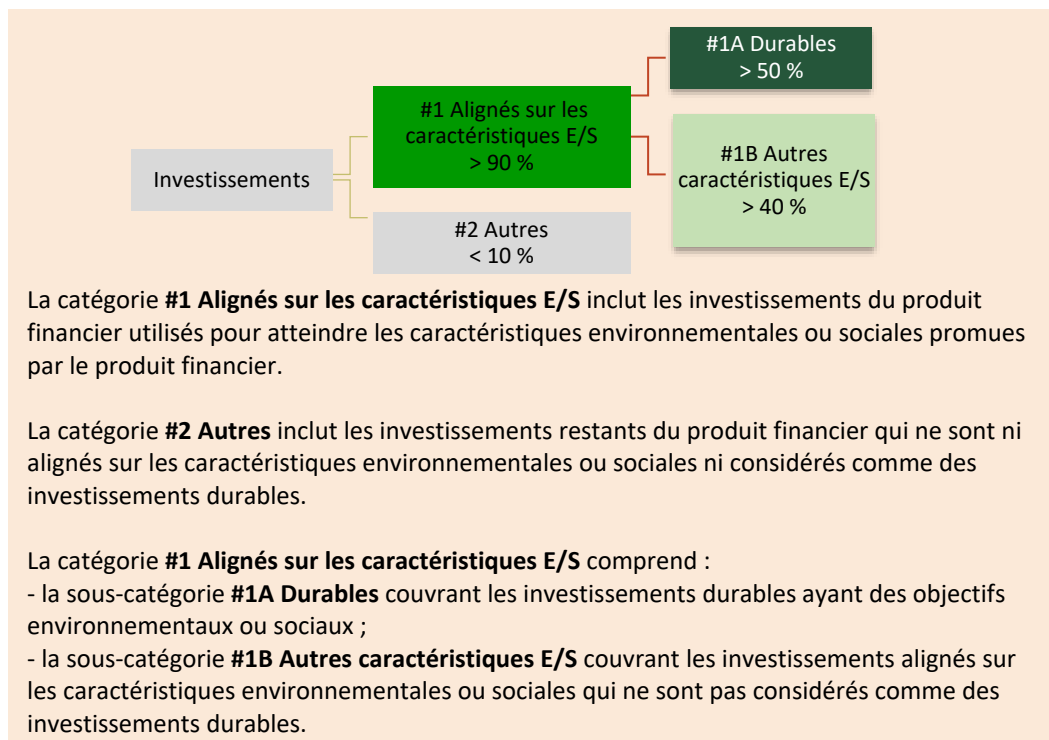 #1A Durables
> 50 %
#1 Alignés sur les
caractéristiques E/S
> 90 %
#1B Autres
caractéristiques E/S
> 40 %
Investissements
#2 Autres
< 10 %
La catégorie #1 Alignés sur les caractéristiques E/S inclut les investissements du produit
financier utilisés pour atteindre les caractéristiques environnementales ou sociales promues
par le produit financier.
La catégorie #2 Autres inclut les investissements restants du produit financier qui ne sont ni
alignés sur les caractéristiques environnementales ou sociales ni considérés comme des
investissements durables.
La catégorie #1 Alignés sur les caractéristiques E/S comprend :
- la sous-catégorie #1A Durables couvrant les investissements durables ayant des objectifs
environnementaux ou sociaux ;
- la sous-catégorie #1B Autres caractéristiques E/S couvrant les investissements alignés sur
les caractéristiques environnementales ou sociales qui ne sont pas considérés comme des
investissements durables.